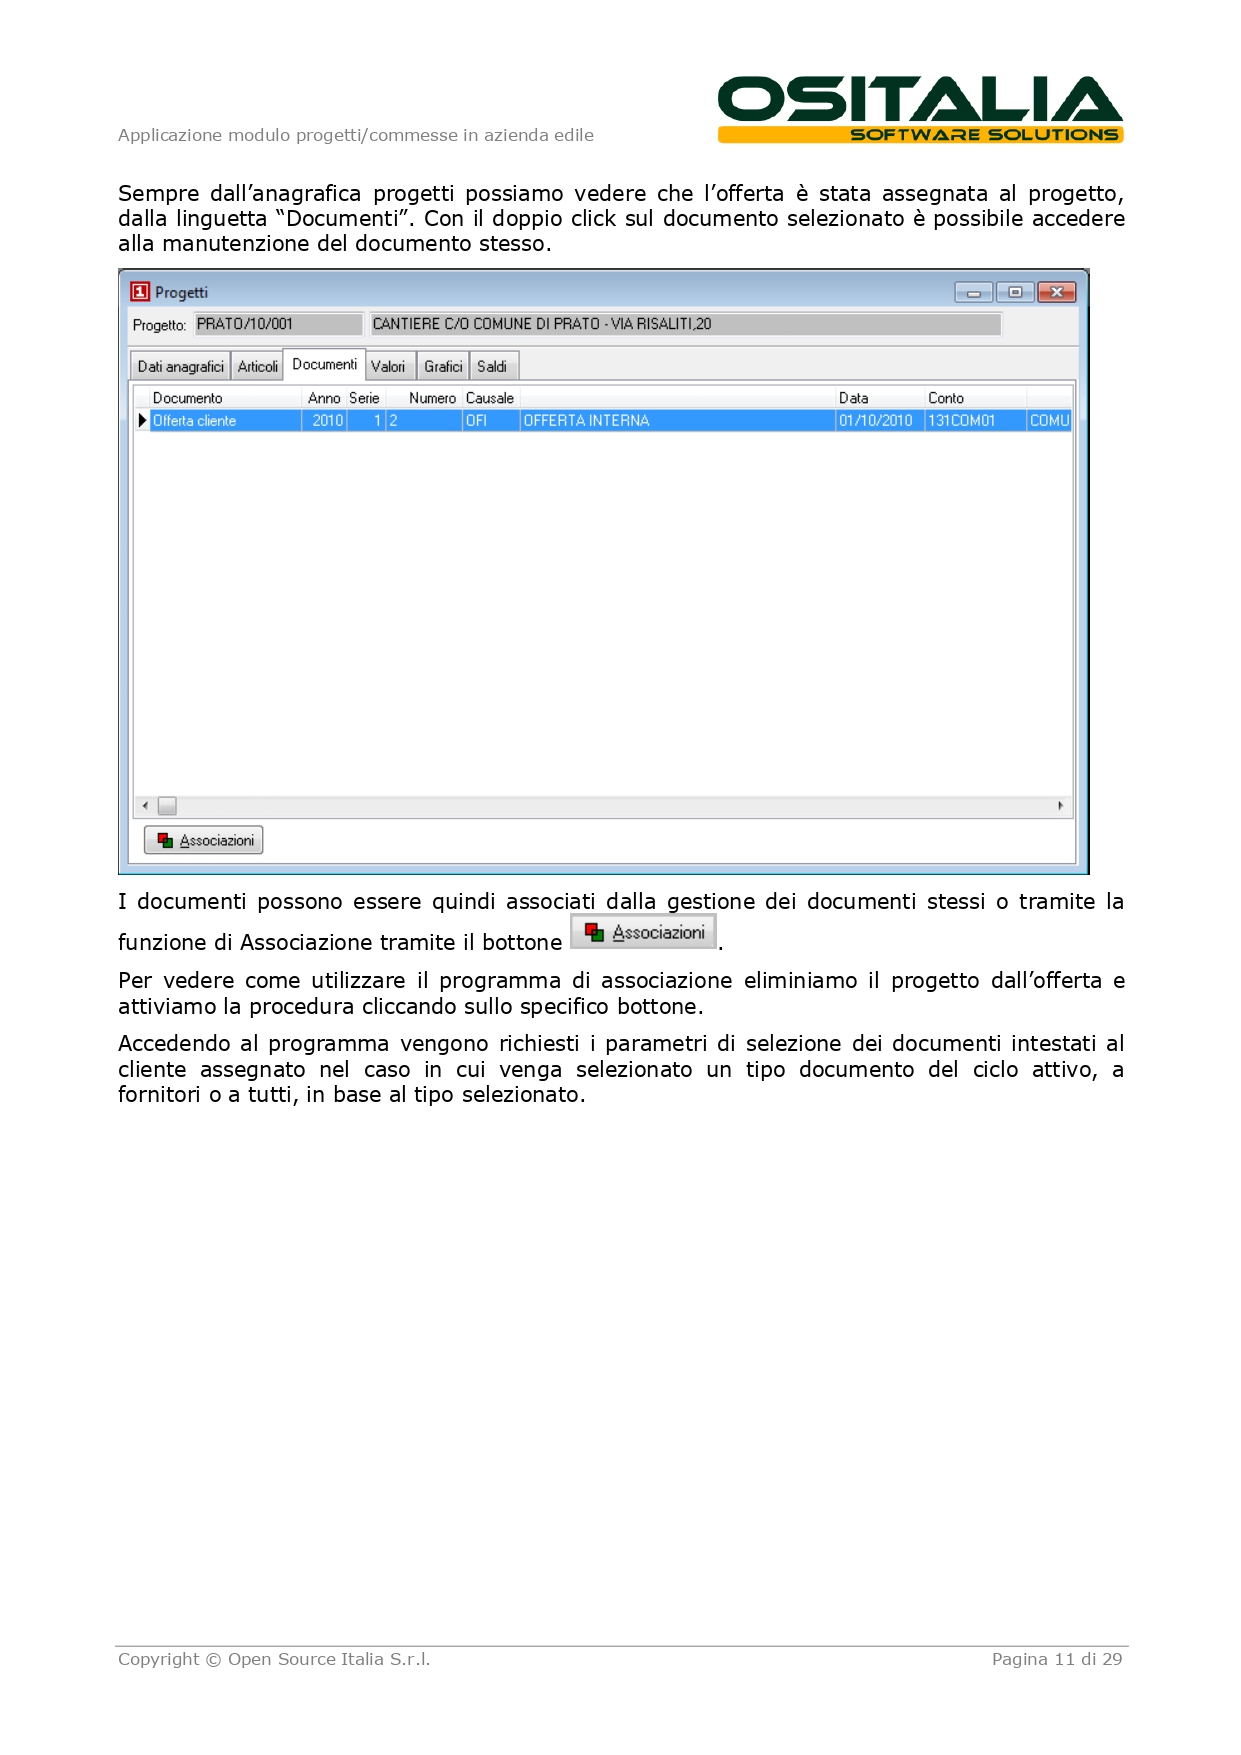 OSITALIA
SOFTWARE SOLUTIONS
Applicazione modulo progetti/commesse in azienda edile
Sempre dall’anagrafica progetti possiamo vedere che l’offerta è stata assegnata al progetto,
dalla linguetta “Documenti”. Con il doppio click sul documento selezionato è possibile accedere
alla manutenzione del documento stesso.
1 Progetti
Progetto: PRATO/10/001 CANTIERE C/O COMUNE DI PRATO - VIA RISALITI,20
Dati anagrafici Articoli Documenti Valori Grafici Saldi
Documento Anno Serie Numero Causale Data Conto
Offerta cliente 2010 1 2 OFI OFFERTA INTERNA 01/10/2010 131COM01 COMU
Associazioni
I documenti possono essere quindi associati dalla gestione dei documenti stessi o tramite la
funzione di Associazione tramite il bottone Associazioni.
Per vedere come utilizzare il programma di associazione eliminiamo il progetto dall’offerta e
attiviamo la procedura cliccando sullo specifico bottone.
Accedendo al programma vengono richiesti i parametri di selezione dei documenti intestati al
cliente assegnato nel caso in cui venga selezionato un tipo documento del ciclo attivo, a
fornitori o a tutti, in base al tipo selezionato.
Copyright © Open Source Italia S.r.l. Pagina 11 di 29